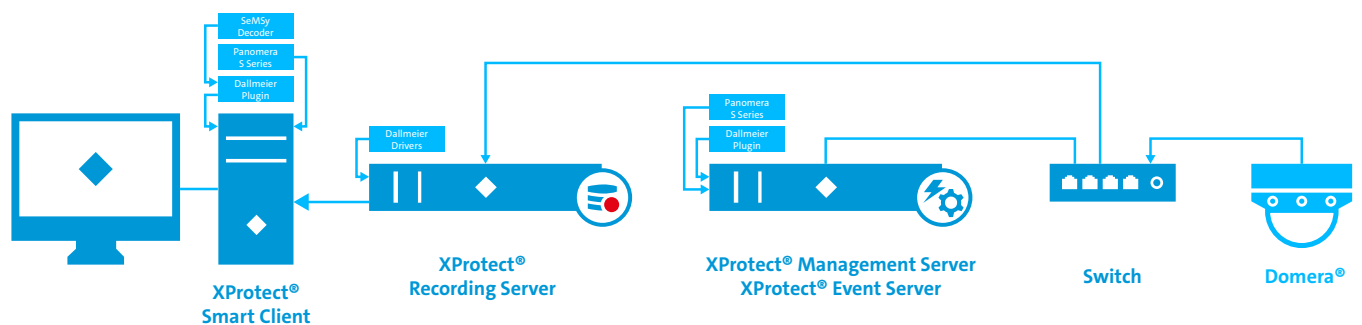 SeMSy
Decoder
Panomera
S Series
Dallmeier
Plugin
Dallmeier
Drivers
Panomera
S Series
Dallmeier
Plugin
XProtect®
Smart Client
XProtect®
Recording Server
XProtect® Management Server
XProtect® Event Server
Switch
Domera®